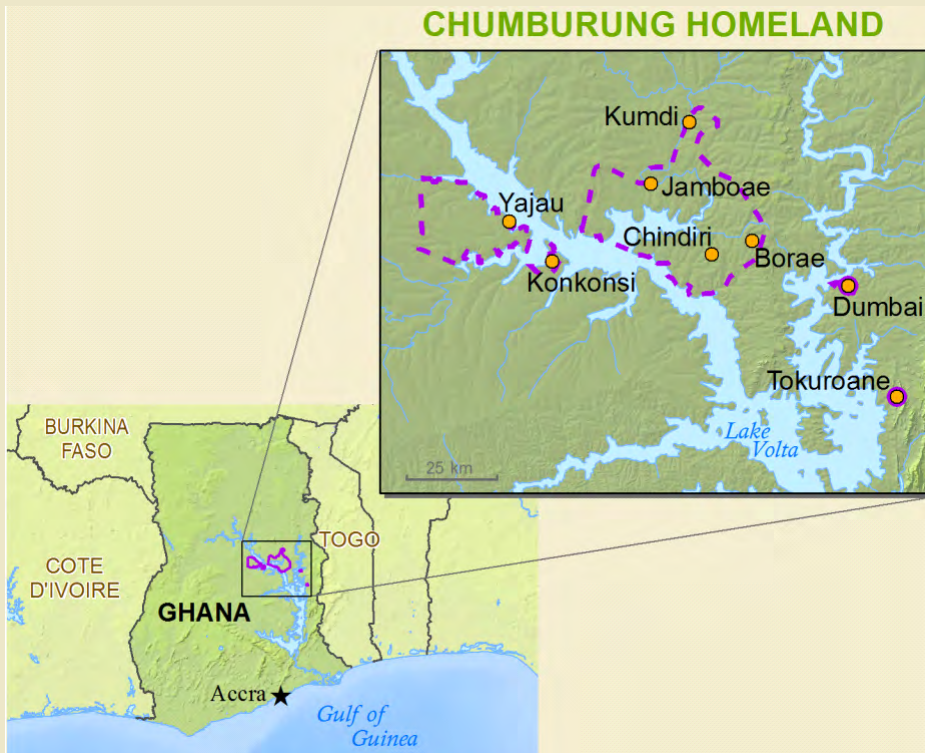 CHUMBURUNG HOMELAND
Kumdi
Jamboae
Yajau
Chindiri
Borae
Konkonsi
Dumbai
Tokuroane
Lake
Volta
25 km
BURKINA
FASO
TOGO
COTE
D'IVOIRE
GHANA
Accra
Gulf of
Guinea